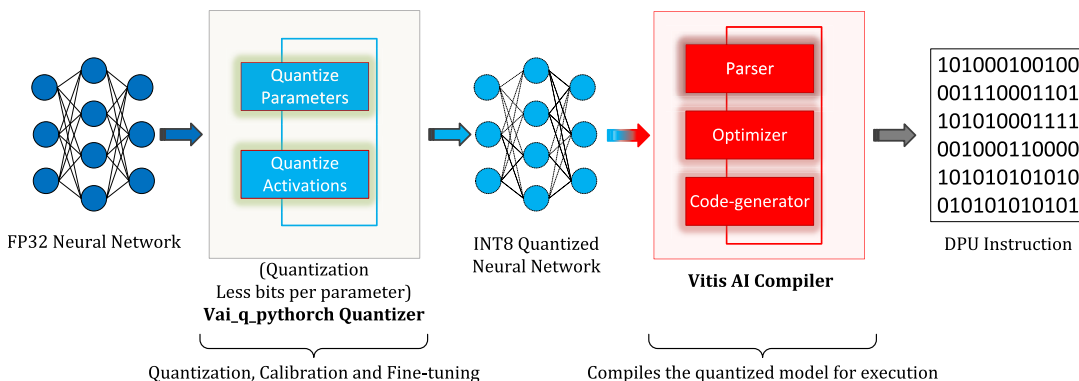 FP32 Neural Network
Quantize
Parameters
Quantize
Activations
(Quantization
Less bits per parameter)
Vai_q_pythorch Quantizer
Quantization, Calibration and Fine-tuning
INT8 Quantized
Neural Network
Parser
Optimizer
Code-generator
Vitis AI Compiler
Compiles the quantized model for execution
101000100100
001110001101
101010001111
001000110000
101010101010
010101010101
DPU Instruction